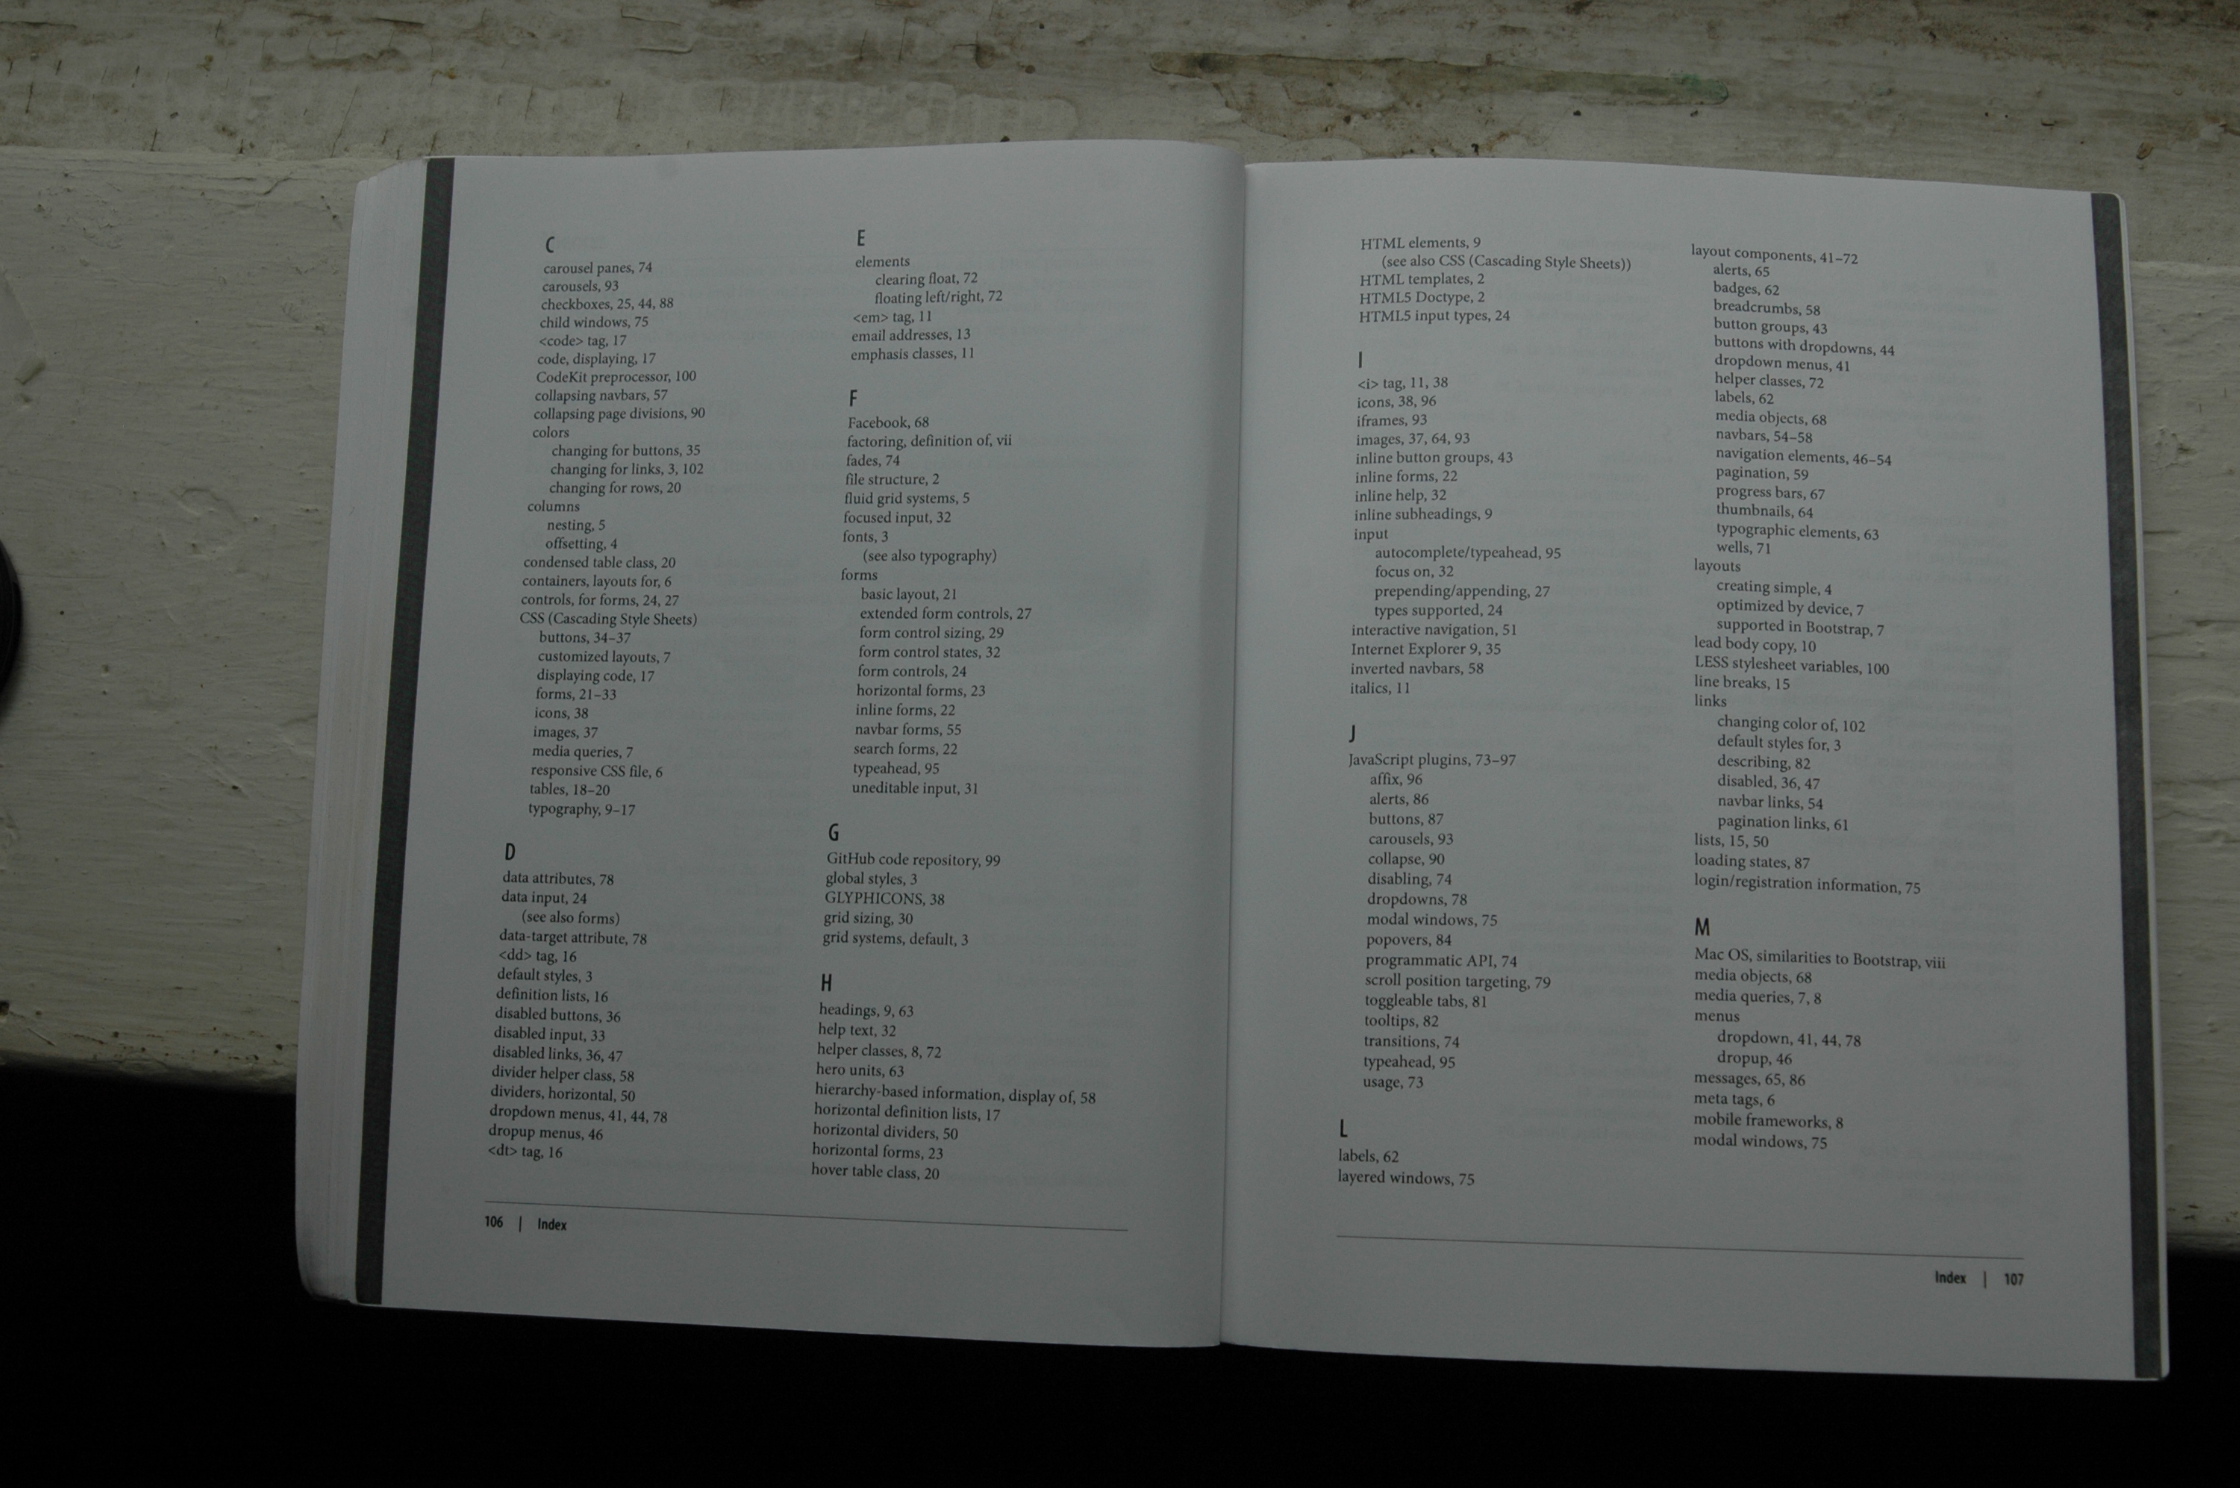 C
carousel panes, 74
carousels, 93
checkboxes, 25, 44, 88
child windows, 75
<code> tag, 17
code, displaying, 17
CodeKit preprocessor, 100
collapsing navbars, 57
collapsing page divisions, 90
colors
changing for buttons, 35
changing for links, 3, 102
changing for rows, 20
columns
nesting, 5
offsetting, 4
condensed table class, 20
containers, layouts for, 6
controls, for forms, 24, 27
CSS (Cascading Style Sheets)
buttons, 34–37
customized layouts, 7
displaying code, 17
forms, 21–33
icons, 38
images, 37
media queries, 7
responsive CSS file, 6
tables, 18–20
typography, 9–17
D
data attributes, 78
data input, 24
(see also forms)
data-target attribute, 78
<dd> tag, 16
default styles, 3
definition lists, 16
disabled buttons, 36
disabled input, 33
disabled links, 36, 47
divider helper class, 58
dividers, horizontal, 50
dropdown menus, 41, 44, 78
dropup menus, 46
<dt> tag, 16
E
elements
clearing float, 72
floating left/right, 72
<em> tag, 11
email addresses, 13
emphasis classes, 11
F
Facebook, 68
factoring, definition of, vii
fades, 74
file structure, 2
fluid grid systems, 5
focused input, 32
fonts, 3
(see also typography)
forms
basic layout, 21
extended form controls, 27
form control sizing, 29
form control states, 32
form controls, 24
horizontal forms, 23
inline forms, 22
navbar forms, 55
search forms, 22
typeahead, 95
uneditable input, 31
G
GitHub code repository, 99
global styles, 3
GLYPHICONS, 38
grid sizing, 30
grid systems, default, 3
H
headings, 9, 63
help text, 32
helper classes, 8, 72
hero units, 63
hierarchy-based information, display of, 58
horizontal definition lists, 17
horizontal dividers, 50
horizontal forms, 23
hover table class, 20
106 | Index
HTML elements, 9
(see also CSS (Cascading Style Sheets))
HTML templates, 2
HTML5 Doctype, 2
HTML5 input types, 24
I
<i> tag, 11, 38
icons, 38, 96
iframes, 93
images, 37, 64, 93
inline button groups, 43
inline forms, 22
inline help, 32
inline subheadings, 9
input
autocomplete/typeahead, 95
focus on, 32
prepending/appending, 27
types supported, 24
interactive navigation, 51
Internet Explorer 9, 35
inverted navbars, 58
italics, 11
J
JavaScript plugins, 73–97
affix, 96
alerts, 86
buttons, 87
carousels, 93
collapse, 90
disabling, 74
dropdowns, 78
modal windows, 75
popovers, 84
programmatic API, 74
scroll position targeting, 79
toggleable tabs, 81
tooltips, 82
transitions, 74
typeahead, 95
usage, 73
L
labels, 62
layered windows, 75
layout components, 41–72
alerts, 65
badges, 62
breadcrumbs, 58
button groups, 43
buttons with dropdowns, 44
dropdown menus, 41
helper classes, 72
labels, 62
media objects, 68
navbars, 54–58
navigation elements, 46–54
pagination, 59
progress bars, 67
thumbnails, 64
typographic elements, 63
wells, 71
layouts
creating simple, 4
optimized by device, 7
supported in Bootstrap, 7
lead body copy, 10
LESS stylesheet variables, 100
line breaks, 15
links
changing color of, 102
default styles for, 3
describing, 82
disabled, 36, 47
navbar links, 54
pagination links, 61
lists, 15, 50
loading states, 87
login/registration information, 75
M
Mac OS, similarities to Bootstrap, viii
media objects, 68
media queries, 7, 8
menus
dropdown, 41, 44, 78
dropup, 46
messages, 65, 86
meta tags, 6
mobile frameworks, 8
modal windows, 75
Index | 107